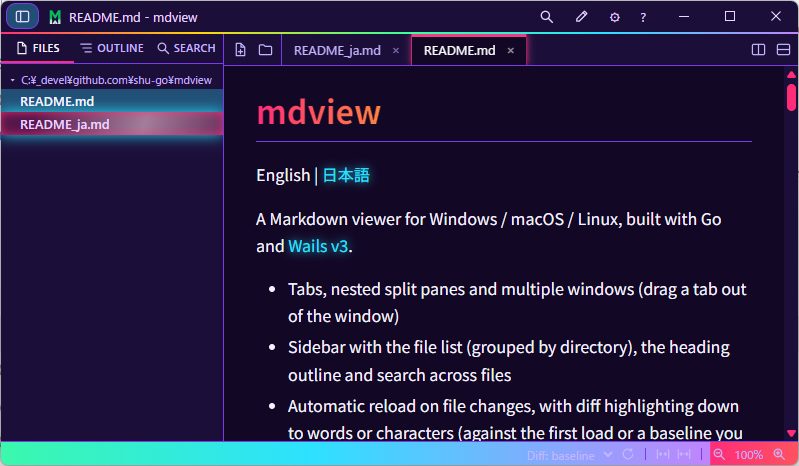 README.md - mdview
?
FILES
OUTLINE
SEARCH
README_ja.md ×
README.md ×
C:¥_devel¥github.com¥shu-go¥mdview
README.md
README_ja.md
mdview
English | 日本語
A Markdown viewer for Windows / macOS / Linux, built with Go
and Wails v3.
• Tabs, nested split panes and multiple windows (drag a tab out
of the window)
• Sidebar with the file list (grouped by directory), the heading
outline and search across files
• Automatic reload on file changes, with diff highlighting down
to words or characters (against the first load or a baseline you
Diff: baseline
100%